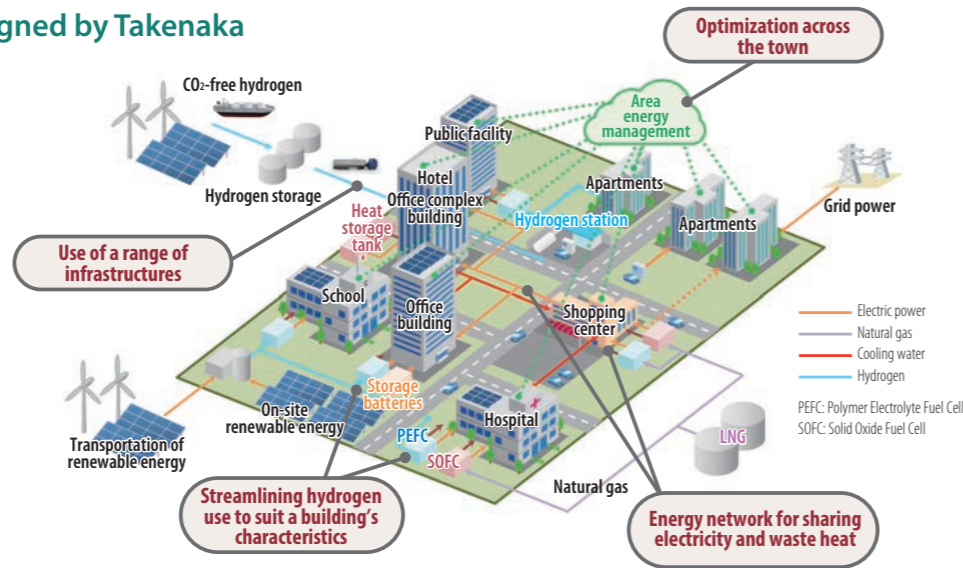 gned by Takenaka
Optimization across
the town
CO2-free hydrogen
Area
energy
management
Public facility
Hotel
Office complex
building
Apartments
Hydrogen storage
Hydrogen station
Apartments
Grid power
Heat
storage
tank
Use of a range of
infrastructures
School
Office
building
Shopping
center
Electric power
Natural gas
Cooling water
Hydrogen
PEFC: Polymer Electrolyte Fuel Cell
SOFC: Solid Oxide Fuel Cell
Storage
batteries
On-site
renewable energy
Transportation of
renewable energy
Hospital
PEFC
SOFC
LNG
Natural gas
Streamlining hydrogen
use to suit a building’s
characteristics
Energy network for sharing
electricity and waste heat